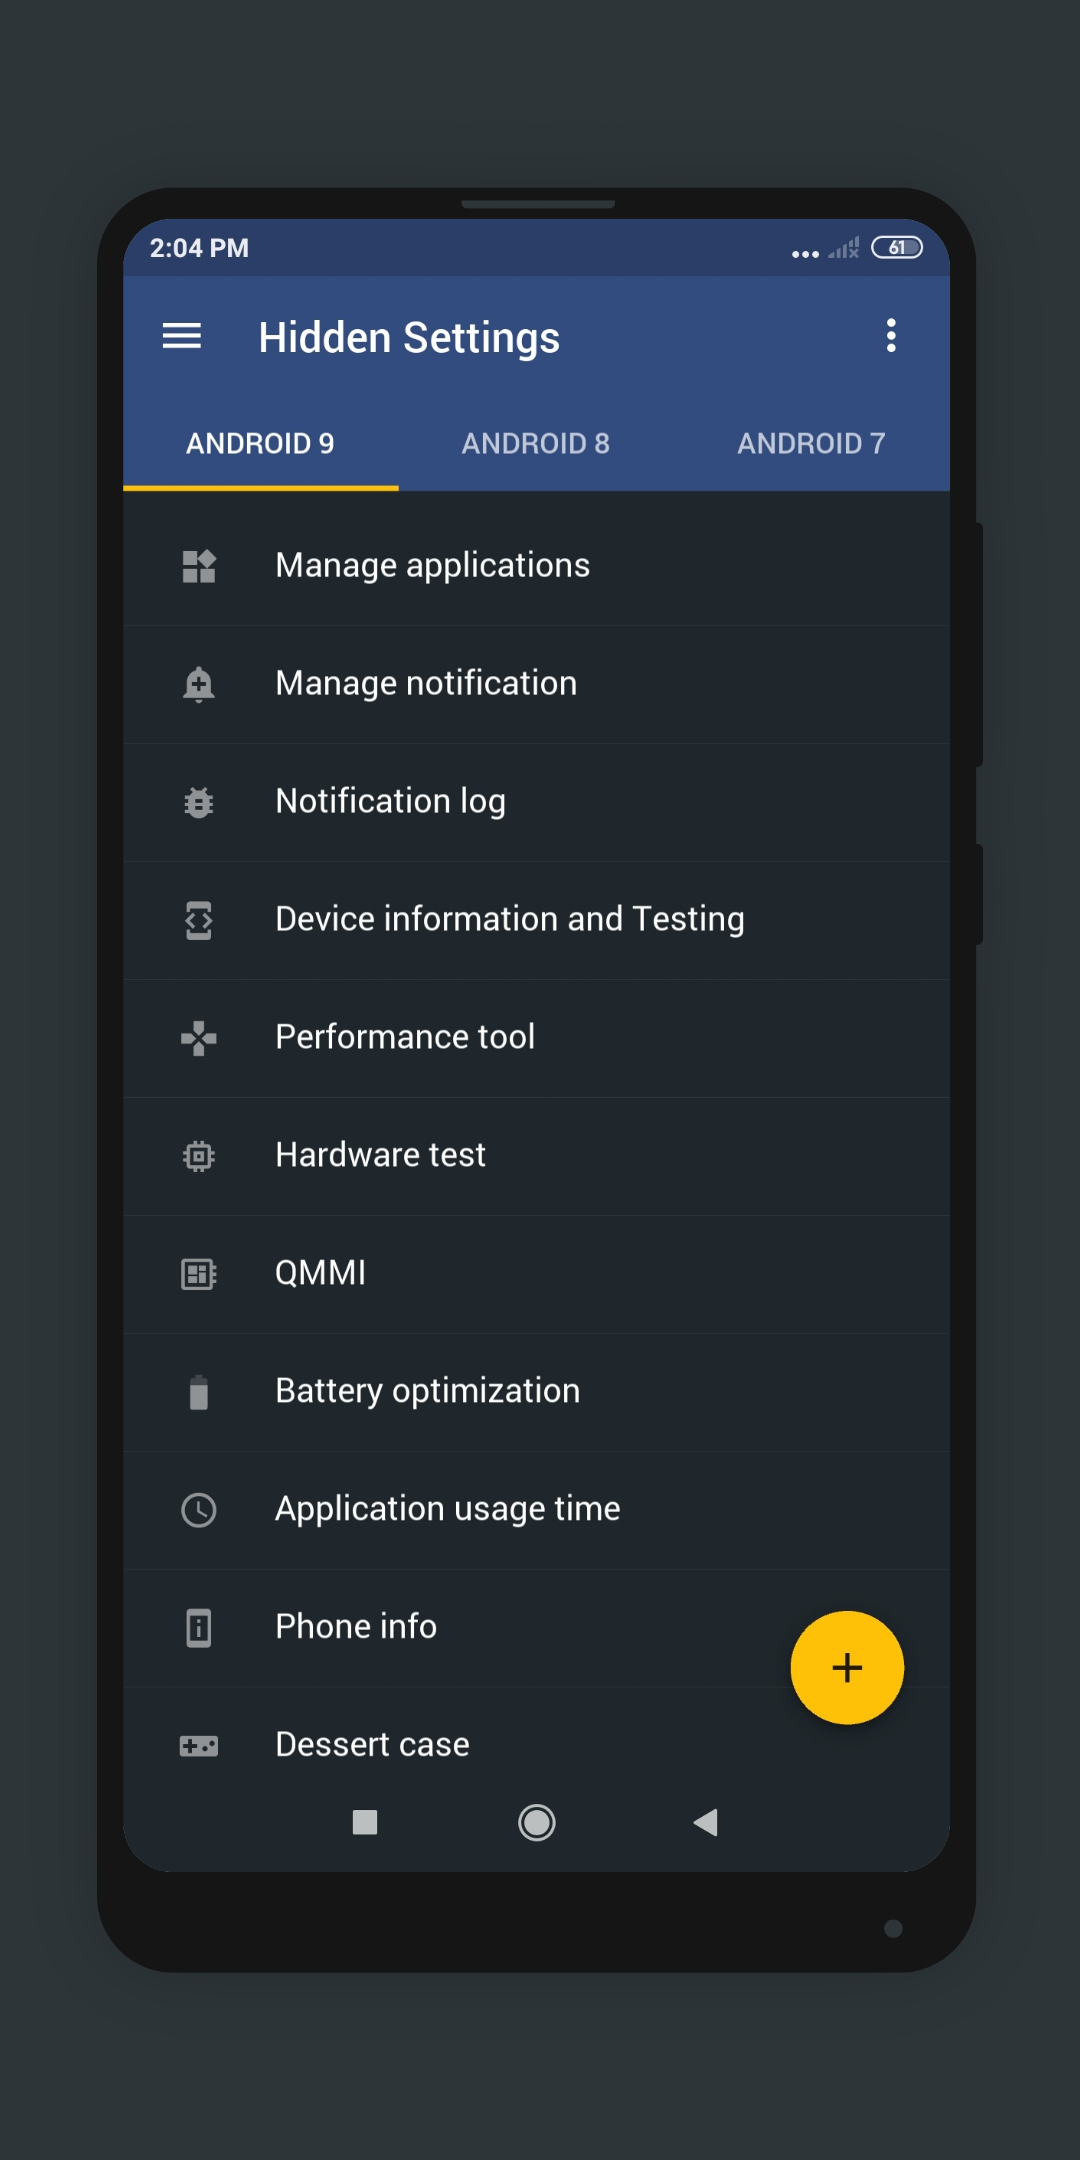 2:04 PM
61
Hidden Settings
ANDROID 9
ANDROID 8
ANDROID 7
Manage applications
Manage notification
Notification log
Device information and Testing
Performance tool
Hardware test
QMMI
Battery optimization
Application usage time
Phone info
Dessert case